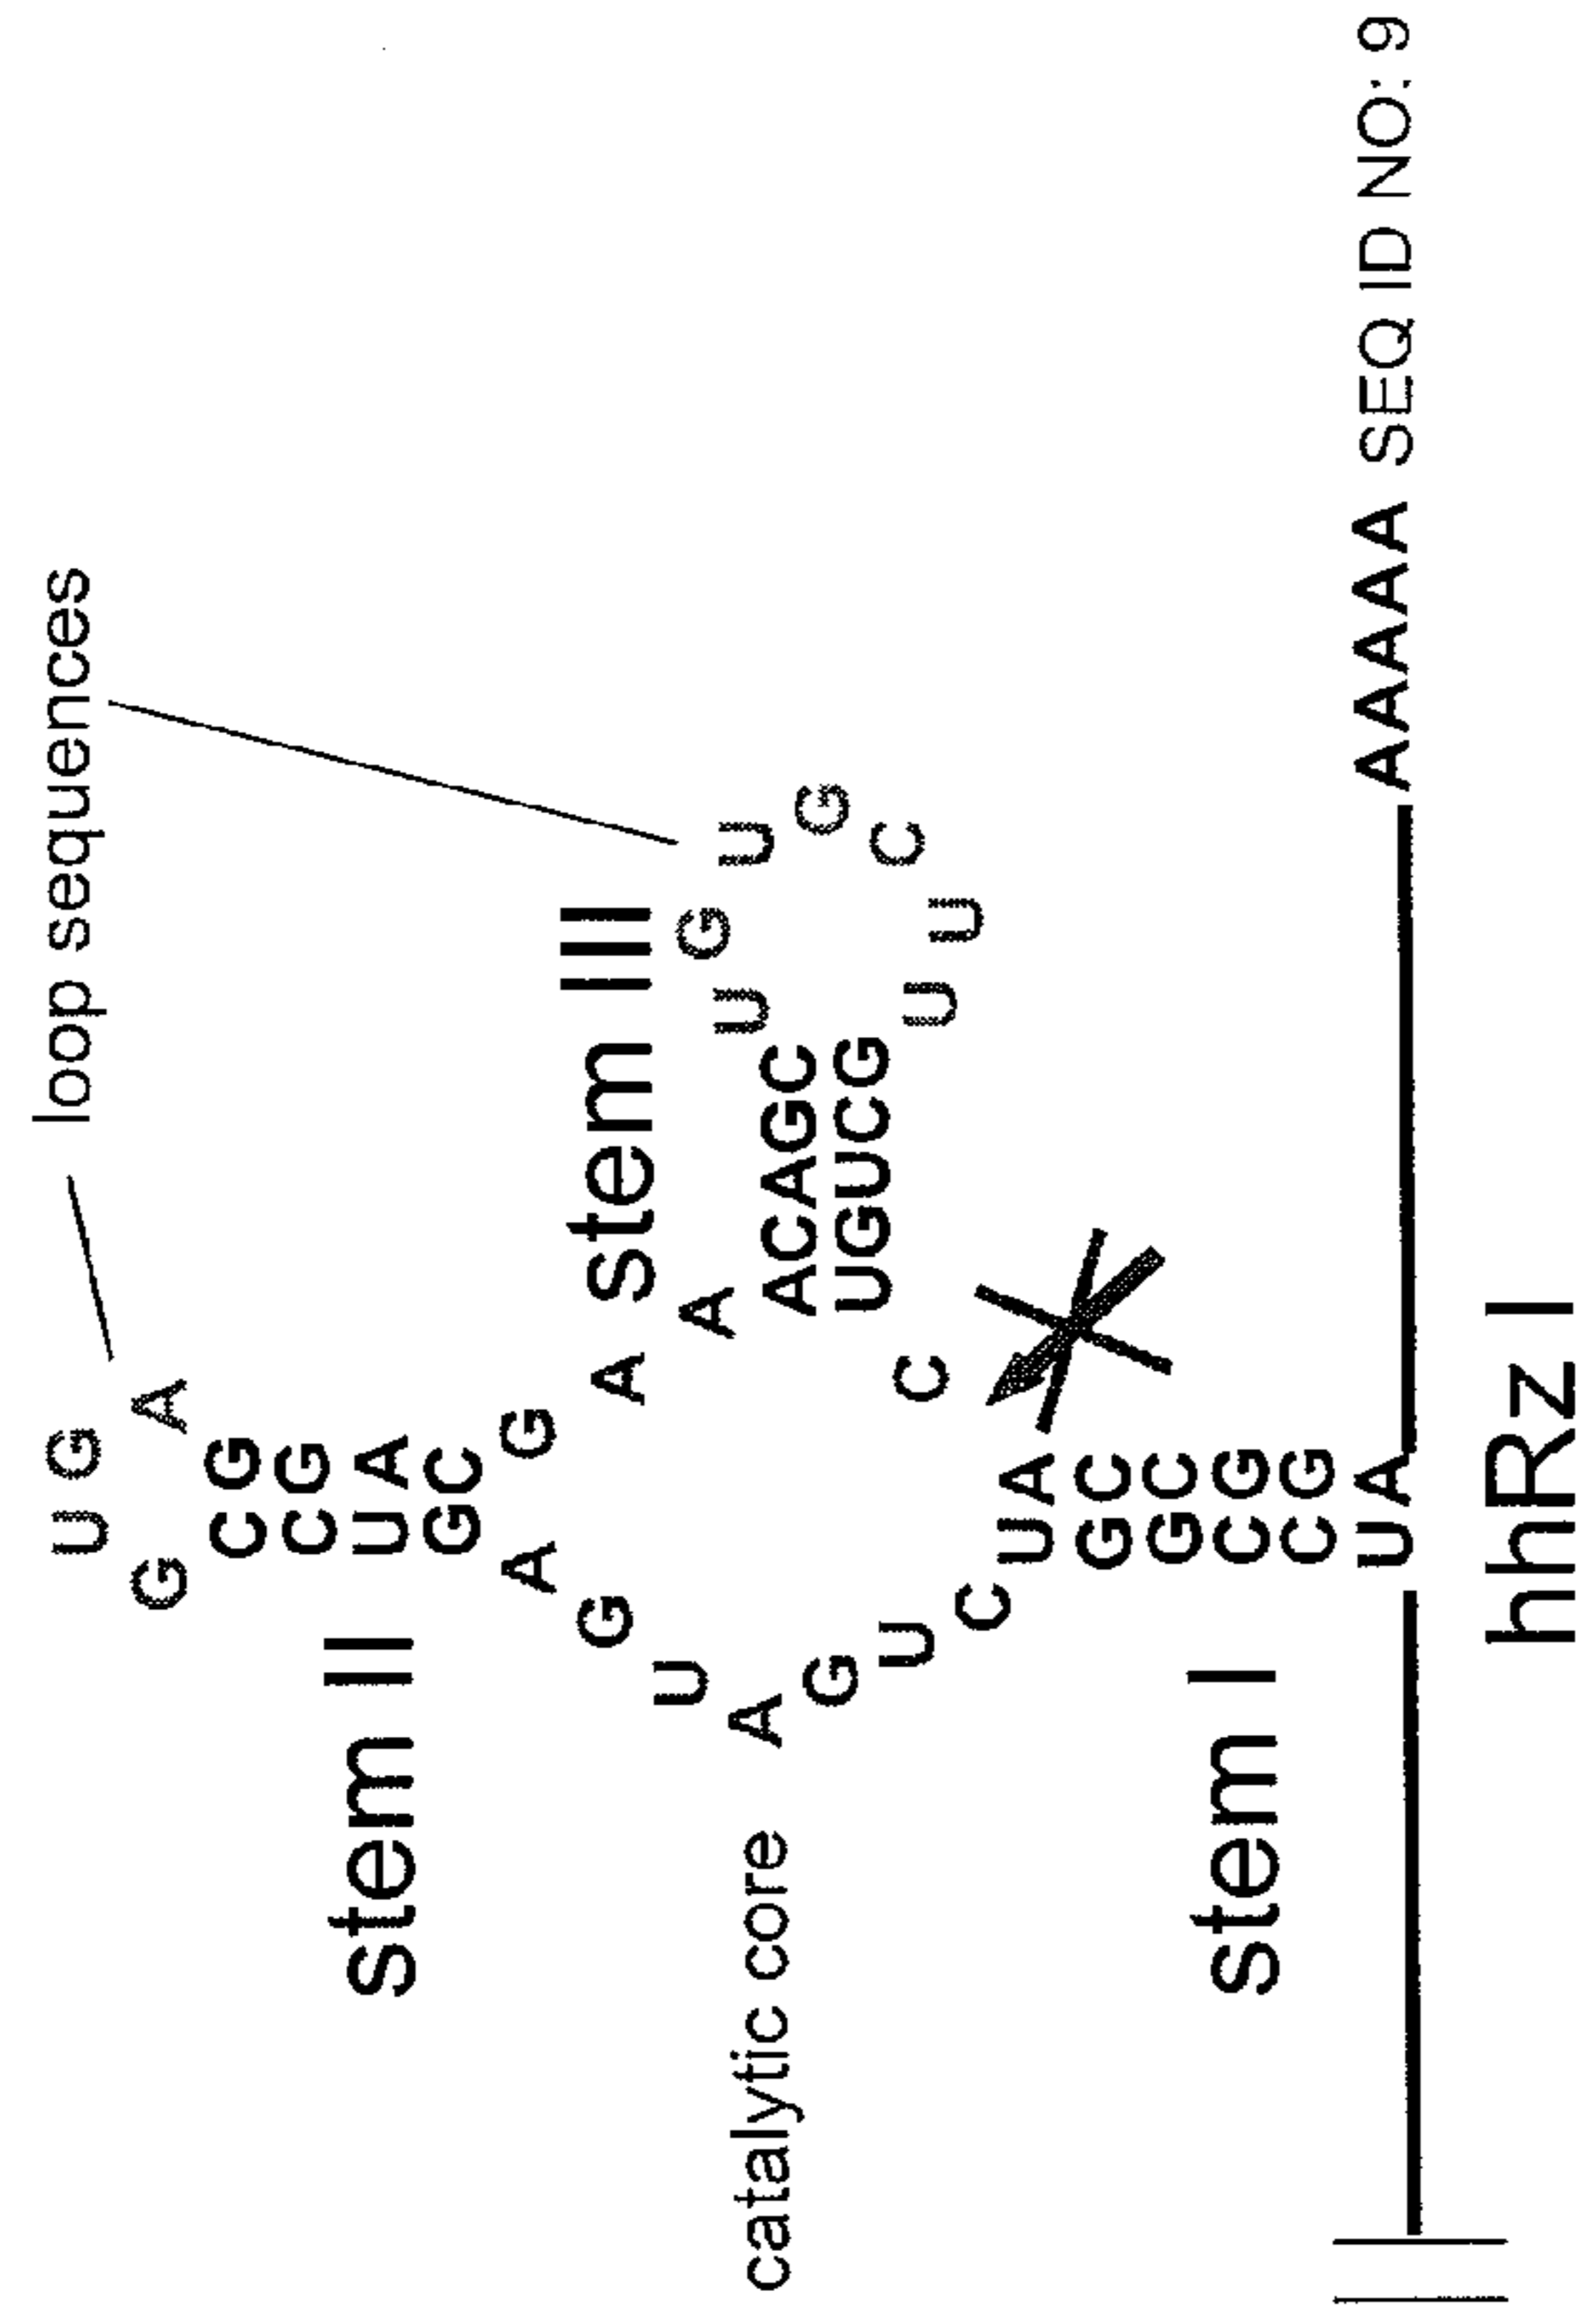 loop sequences
U G
G A
CG
CG
stem II
UA
GC
A G
G A
stem III
U A G
U U
catalytic core
A
ACAGC
G
G
UGUCG
C
U C U
U
C
UA
GC
GC
stem I
CG
CG
UA AAAAA SEQ ID NO: 9
hhRz I